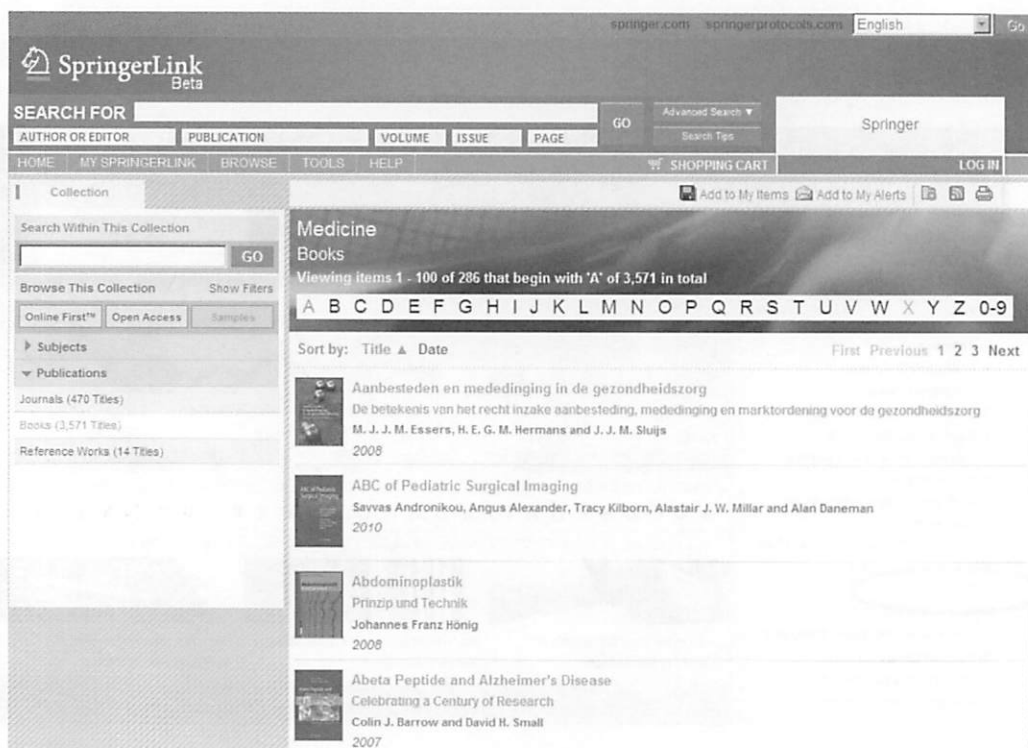 springer.com springerprotocols.com English Go
SpringerLink
Beta
SEARCH FOR GO Advanced Search ▼
Search Tips
AUTHOR OR EDITOR PUBLICATION VOLUME ISSUE PAGE
Springer
HOME MY SPRINGERLINK BROWSE TOOLS HELP SHOPPING CART LOG IN
Collection
Add to My Items Add to My Alerts
Search Within This Collection
GO
Browse This Collection Show Filters
Online First™ Open Access Samples
▶ Subjects
▼ Publications
Journals (470 Titles)
Books (3,571 Titles)
Reference Works (14 Titles)
Medicine
Books
Viewing items 1 - 100 of 286 that begin with 'A' of 3,571 in total
A B C D E F G H I J K L M N O P Q R S T U V W X Y Z 0-9
Sort by: Title ▲ Date First Previous 1 2 3 Next
Aanbesteden en mededinging in de gezondheidszorg
De betekenis van het recht inzake aanbesteding, mededinging en marktordening voor de gezondheidszorg
M. J. J. M. Essers, H. E. G. M. Hermans and J. J. M. Sluijs
2008
ABC of Pediatric Surgical Imaging
Savvas Andronikou, Angus Alexander, Tracy Kilborn, Alastair J. W. Millar and Alan Daneman
2010
Abdominoplastik
Prinzip und Technik
Johannes Franz Hönig
2008
Abeta Peptide and Alzheimer's Disease
Celebrating a Century of Research
Colin J. Barrow and David H. Small
2007